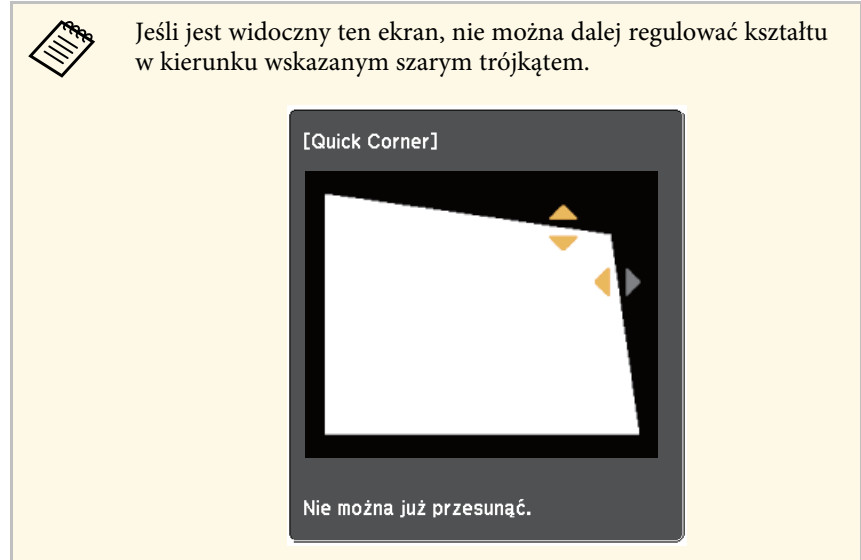 Jeśli jest widoczny ten ekran, nie można dalej regulować kształtu
w kierunku wskazanym szarym trójkątem.
[Quick Corner]
Nie można już przesunąć.